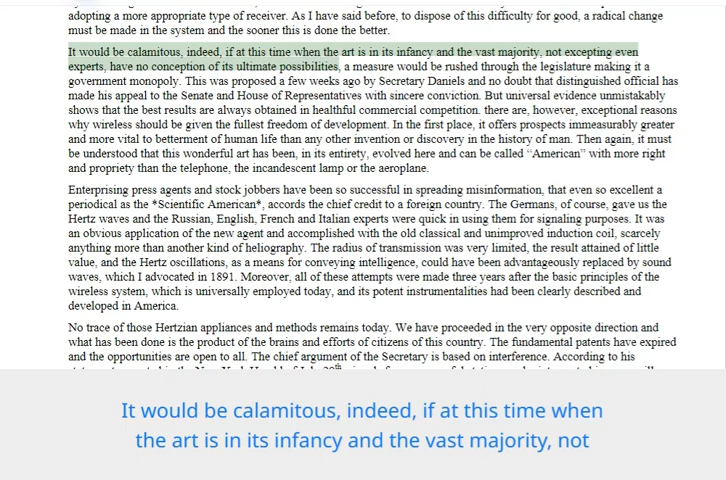 adopting a more appropriate type of receiver. As I have said before, to dispose of this difficulty for good, a radical change
must be made in the system and the sooner this is done the better.
It would be calamitous, indeed, if at this time when the art is in its infancy and the vast majority, not excepting even
experts, have no conception of its ultimate possibilities, a measure would be rushed through the legislature making it a
government monopoly. This was proposed a few weeks ago by Secretary Daniels and no doubt that distinguished official has
made his appeal to the Senate and House of Representatives with sincere conviction. But universal evidence unmistakably
shows that the best results are always obtained in healthful commercial competition. there are, however, exceptional reasons
why wireless should be given the fullest freedom of development. In the first place, it offers prospects immeasurably greater
and more vital to betterment of human life than any other invention or discovery in the history of man. Then again, it must
be understood that this wonderful art has been, in its entirety, evolved here and can be called “American” with more right
and propriety than the telephone, the incandescent lamp or the aeroplane.
Enterprising press agents and stock jobbers have been so successful in spreading misinformation, that even so excellent a
periodical as the *Scientific American*, accords the chief credit to a foreign country. The Germans, of course, gave us the
Hertz waves and the Russian, English, French and Italian experts were quick in using them for signaling purposes. It was
an obvious application of the new agent and accomplished with the old classical and unimproved induction coil, scarcely
anything more than another kind of heliography. The radius of transmission was very limited, the result attained of little
value, and the Hertz oscillations, as a means for conveying intelligence, could have been advantageously replaced by sound
waves, which I advocated in 1891. Moreover, all of these attempts were made three years after the basic principles of the
wireless system, which is universally employed today, and its potent instrumentalities had been clearly described and
developed in America.
No trace of those Hertzian appliances and methods remains today. We have proceeded in the very opposite direction and
what has been done is the product of the brains and efforts of citizens of this country. The fundamental patents have expired
and the opportunities are open to all. The chief argument of the Secretary is based on interference. According to his
It would be calamitous, indeed, if at this time when
the art is in its infancy and the vast majority, not